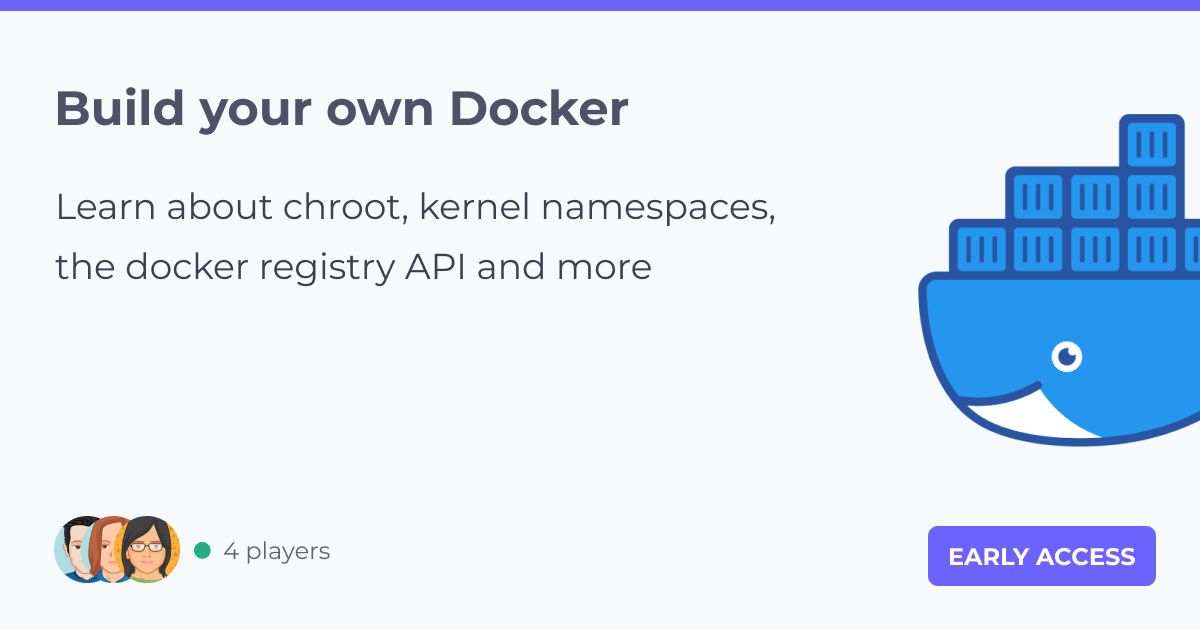 Build your own Docker
Learn about chroot, kernel namespaces,
the docker registry API and more
4 players
EARLY ACCESS